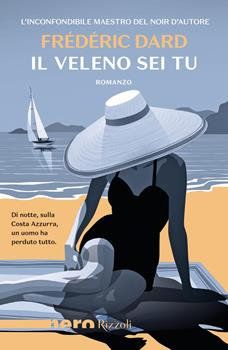 L'INCONFONDIBILE MAESTRO DEL NOIR D'AUTORE
FRÉDÉRIC DARD
IL VELENO SEI TU
ROMANZO
Di notte, sulla
Costa Azzurra,
un uomo ha
perduto tutto.
nero Rizzoli